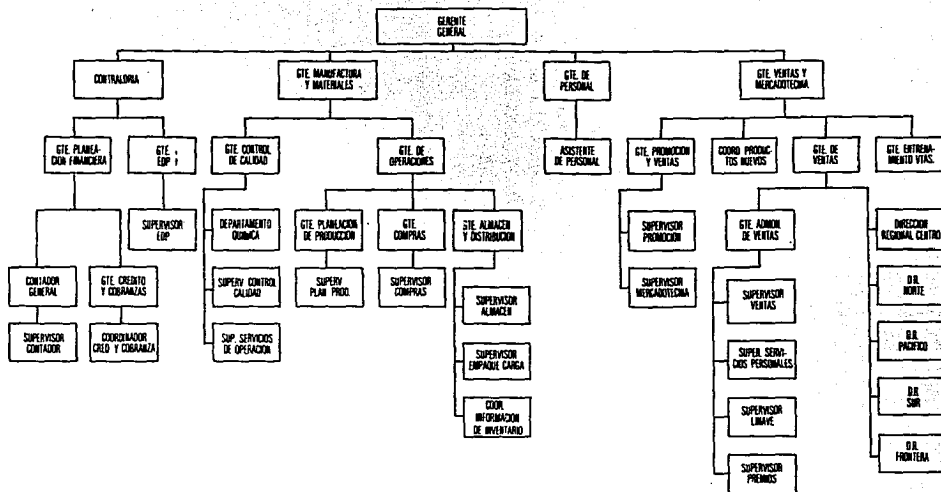 GERENTE
GENERAL
CONTRALORIA
GTE. MANUFACTURA
Y MATERIALES
GTE. DE
PERSONAL
GTE. VENTAS Y
MERCADOTECNIA
GTE. PLANEA-
CION FINANCIERA
GTE.
EDP
GTE. CONTROL
DE CALIDAD
GTE. DE
OPERACIONES
ASISTENTE
DE PERSONAL
GTE. PROMOCION
Y VENTAS
COORD PRODUC-
TOS NUEVOS
GTE. DE
VENTAS
GTE. ENTRENA-
MIENTO VTAS.
SUPERVISOR
EDP
DEPARTAMENTO
QUIMICA
GTE. PLANEACION
DE PRODUCCIÓN
GTE.
COMPRAS
GTE. ALMACEN
Y DISTRIBUCION
SUPERVISOR
PROMOCION
GTE. ADMON. DE
VENTAS
DIRECCION
REGIONAL CENTRO
CONTADOR
GENERAL
GTE. CREDITO
Y COBRANZAS
SUPERV CONTROL
CALIDAD
SUPERV
PLAN PROD.
SUPERVISOR
COMPRAS
SUPERVISOR
ALMACEN
SUPERVISOR
MERCADOTECNIA
SUPERVISOR
VENTAS
D.R.
NORTE
SUPERVISOR
CONTADOR
COORDINADOR
CRED Y COBRANZA
SUP. SERVICIOS
DE OPERACION
SUPERVISOR
EMPAQUE CARGA
SUPER. SERVI-
CIOS PERSONALES
D.R.
PACIFICO
COOR.
INFORMACION
DE INVENTARIO
SUPERVISOR
LINAVE
D.R.
SUR
SUPERVISOR
PREMIOS
D.R.
FRONTERA